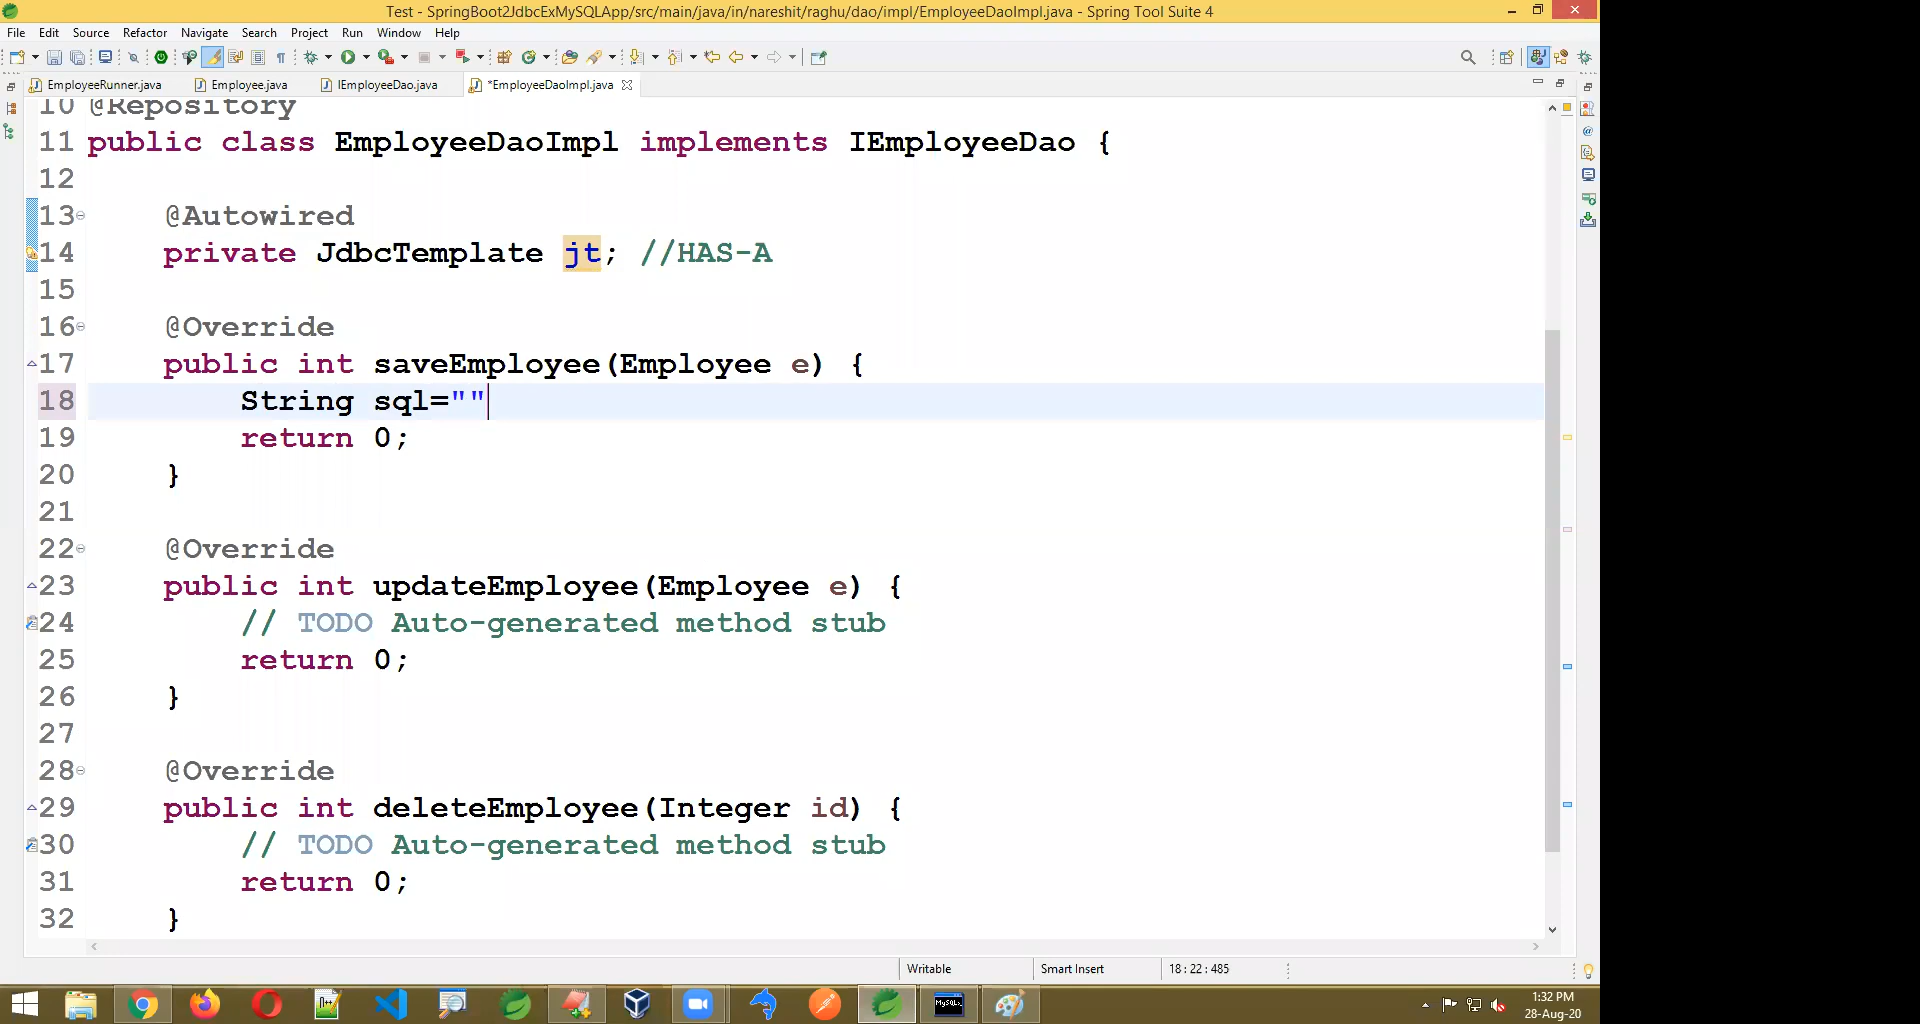 Test - SpringBoot2JdbcExMySQLApp/src/main/java/in/nareshit/raghu/dao/impl/EmployeeDaoImpl.java - Spring Tool Suite 4
File Edit Source Refactor Navigate Search Project Run Window Help
EmployeeRunner.java Employee.java IEmployeeDao.java *EmployeeDaoImpl.java
10 @Repository
11 public class EmployeeDaoImpl implements IEmployeeDao {
12
13 @Autowired
14 private JdbcTemplate jt; //HAS-A
15
16 @Override
17 public int saveEmployee(Employee e) {
18 String sql=""
19 return 0;
20 }
21
22 @Override
23 public int updateEmployee(Employee e) {
24 // TODO Auto-generated method stub
25 return 0;
26 }
27
28 @Override
29 public int deleteEmployee(Integer id) {
30 // TODO Auto-generated method stub
31 return 0;
32 }
Writable Smart Insert 18 : 22 : 485
1:32 PM
28-Aug-20